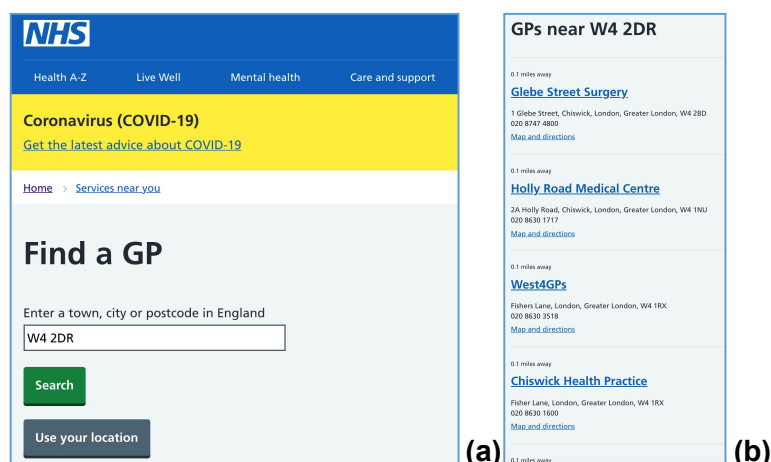 NHS
Health A-Z Live Well Mental health Care and support
Coronavirus (COVID-19)
Get the latest advice about COVID-19
Home > Services near you
Find a GP
Enter a town, city or postcode in England
W4 2DR
Search
Use your location
(a)
GPs near W4 2DR
0.1 miles away
Glebe Street Surgery
1 Glebe Street, Chiswick, London, Greater London, W4 2BD
020 8747 4800
Map and directions
0.1 miles away
Holly Road Medical Centre
2A Holly Road, Chiswick, London, Greater London, W4 1NU
020 8630 1717
Map and directions
0.1 miles away
West4GPs
Fishers Lane, London, Greater London, W4 1RX
020 8630 3518
Map and directions
0.1 miles away
Chiswick Health Practice
Fisher Lane, London, Greater London, W4 1RX
020 8630 1600
Map and directions
0.1 miles away
(b)